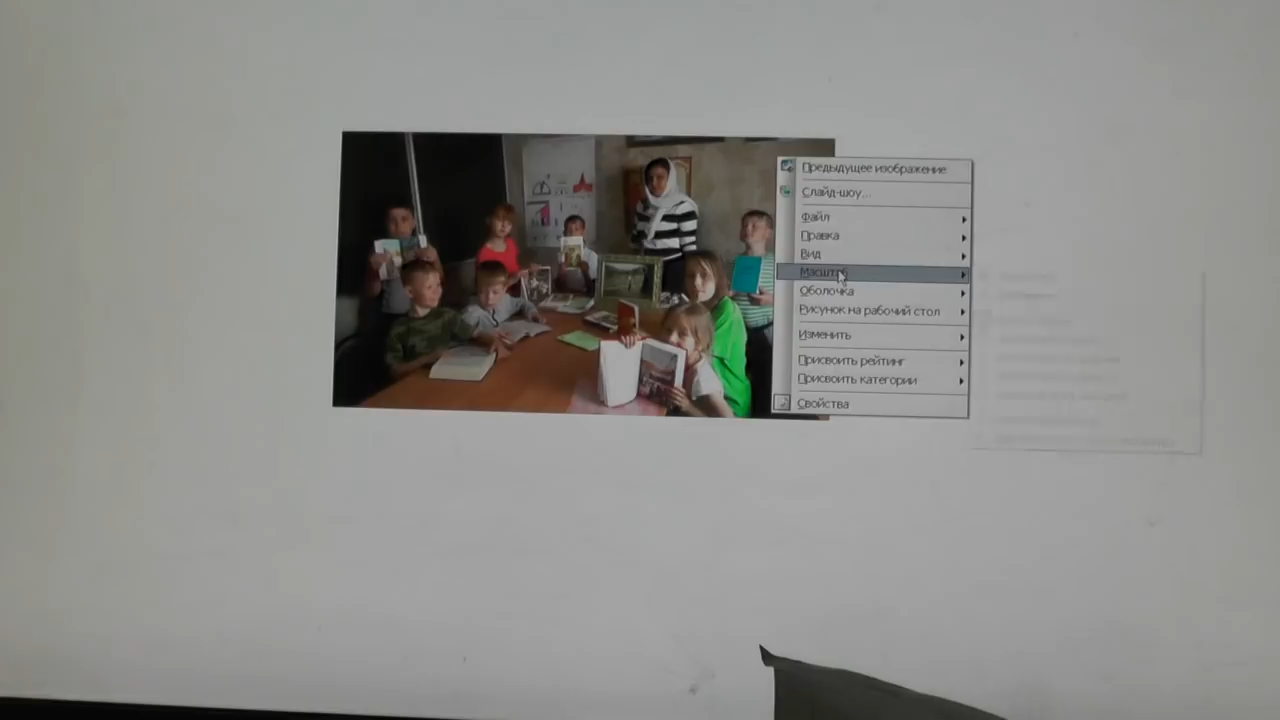 Предыдущее изображение
Слайд-шоу...
Файл
Правка
Вид
Масштаб
Оболочка
Рисунок на рабочий стол
Изменить
Присвоить рейтинг
Присвоить категории
Свойства